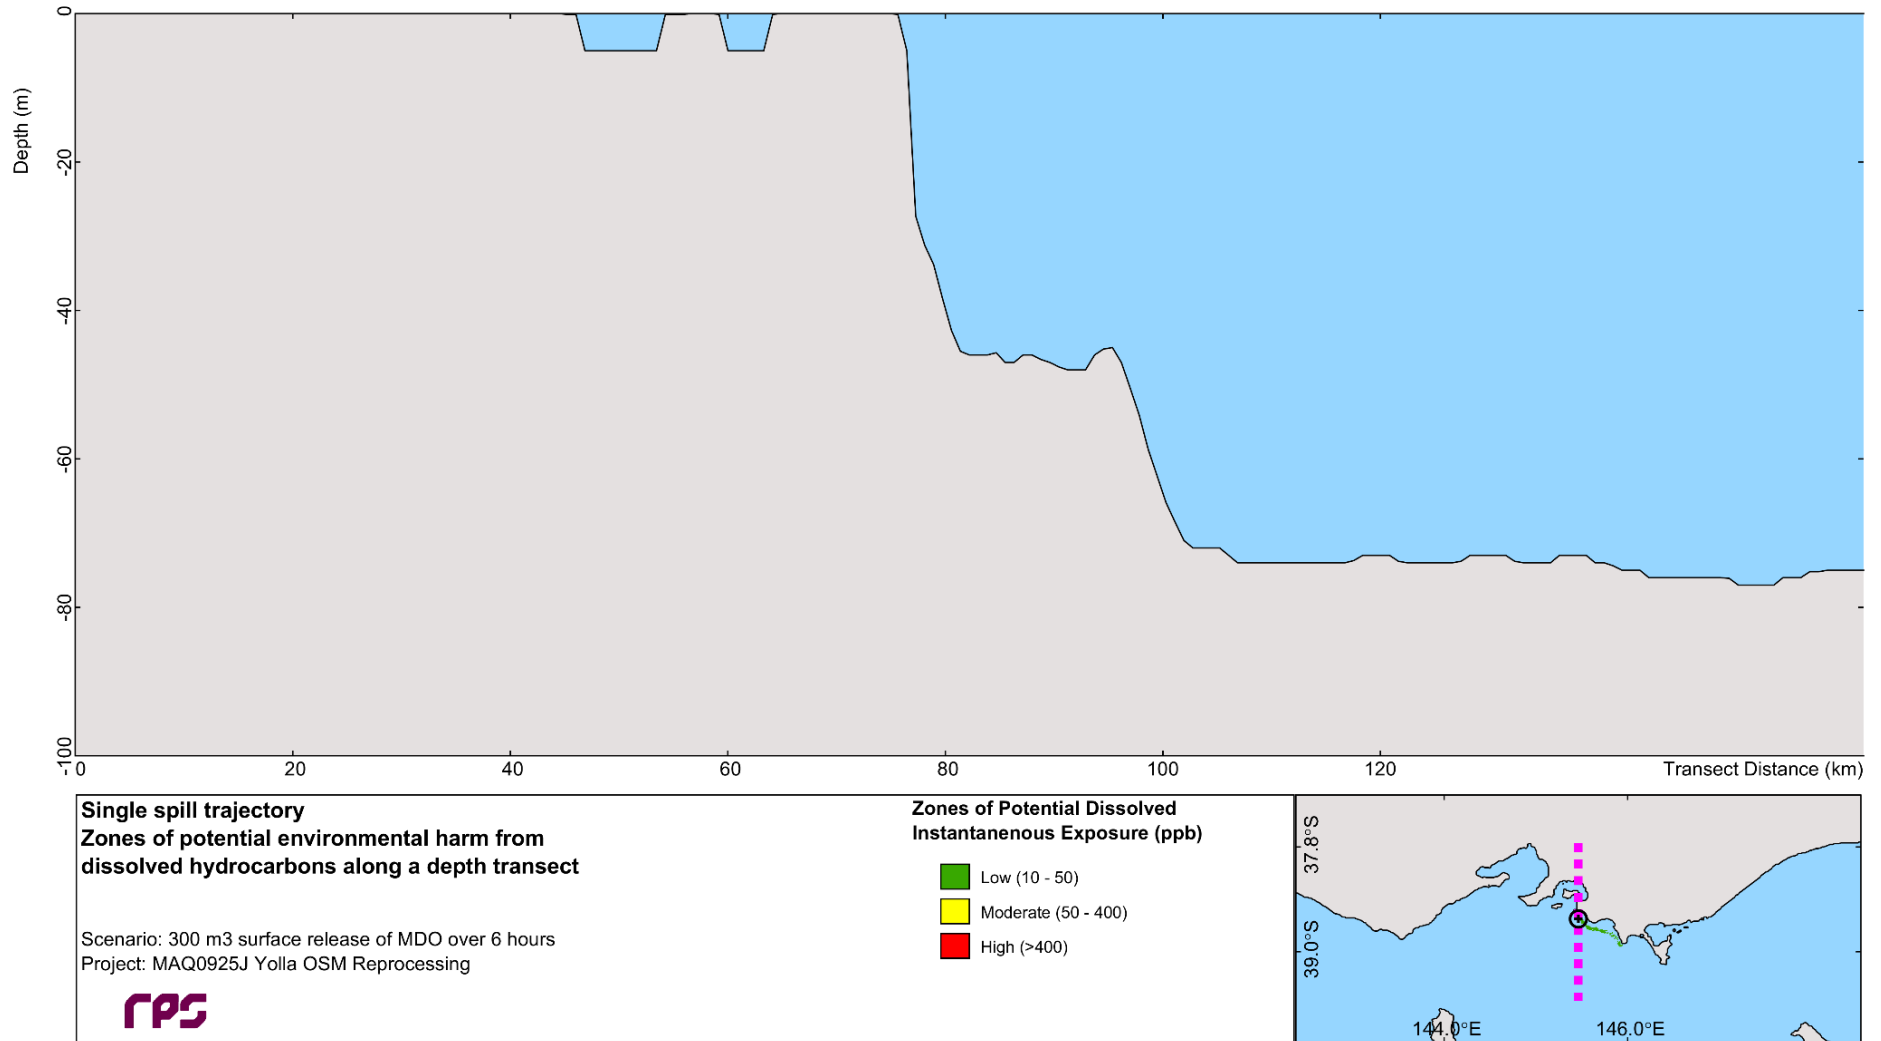 0
Depth (m)
-20
-40
-60
-80
-100
0
20
40
60
80
100
120
Transect Distance (km)
Single spill trajectory
Zones of potential environmental harm from
dissolved hydrocarbons along a depth transect
Scenario: 300 m3 surface release of MDO over 6 hours
Project: MAQ0925J Yolla OSM Reprocessing
rps
Zones of Potential Dissolved
Instantanenous Exposure (ppb)
Low (10 - 50)
Moderate (50 - 400)
High (>400)
37.8°S
39.0°S
144.0°E
146.0°E